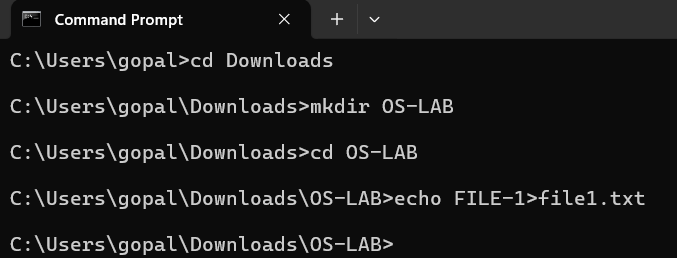 Command Prompt
C:\Users\gopal>cd Downloads
C:\Users\gopal\Downloads>mkdir OS-LAB
C:\Users\gopal\Downloads>cd OS-LAB
C:\Users\gopal\Downloads\OS-LAB>echo FILE-1>file1.txt
C:\Users\gopal\Downloads\OS-LAB>